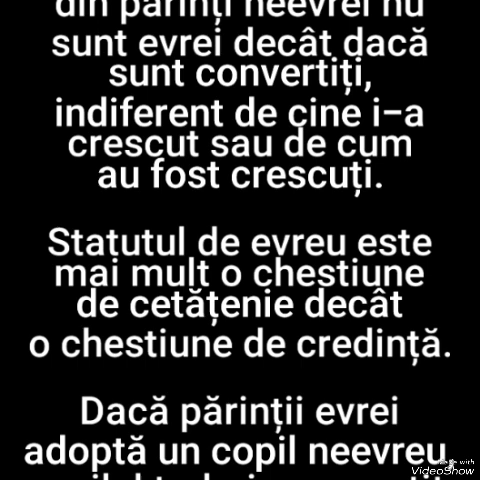 din părinți neevrei nu
sunt evrei decât dacă
sunt convertiți,
indiferent de cine i-a
crescut sau de cum
au fost crescuți.
Statutul de evreu este
mai mult o chestiune
de cetățenie decât
o chestiune de credință.
Dacă părinții evrei
adoptă un copil neevreu,
with
VideoShow